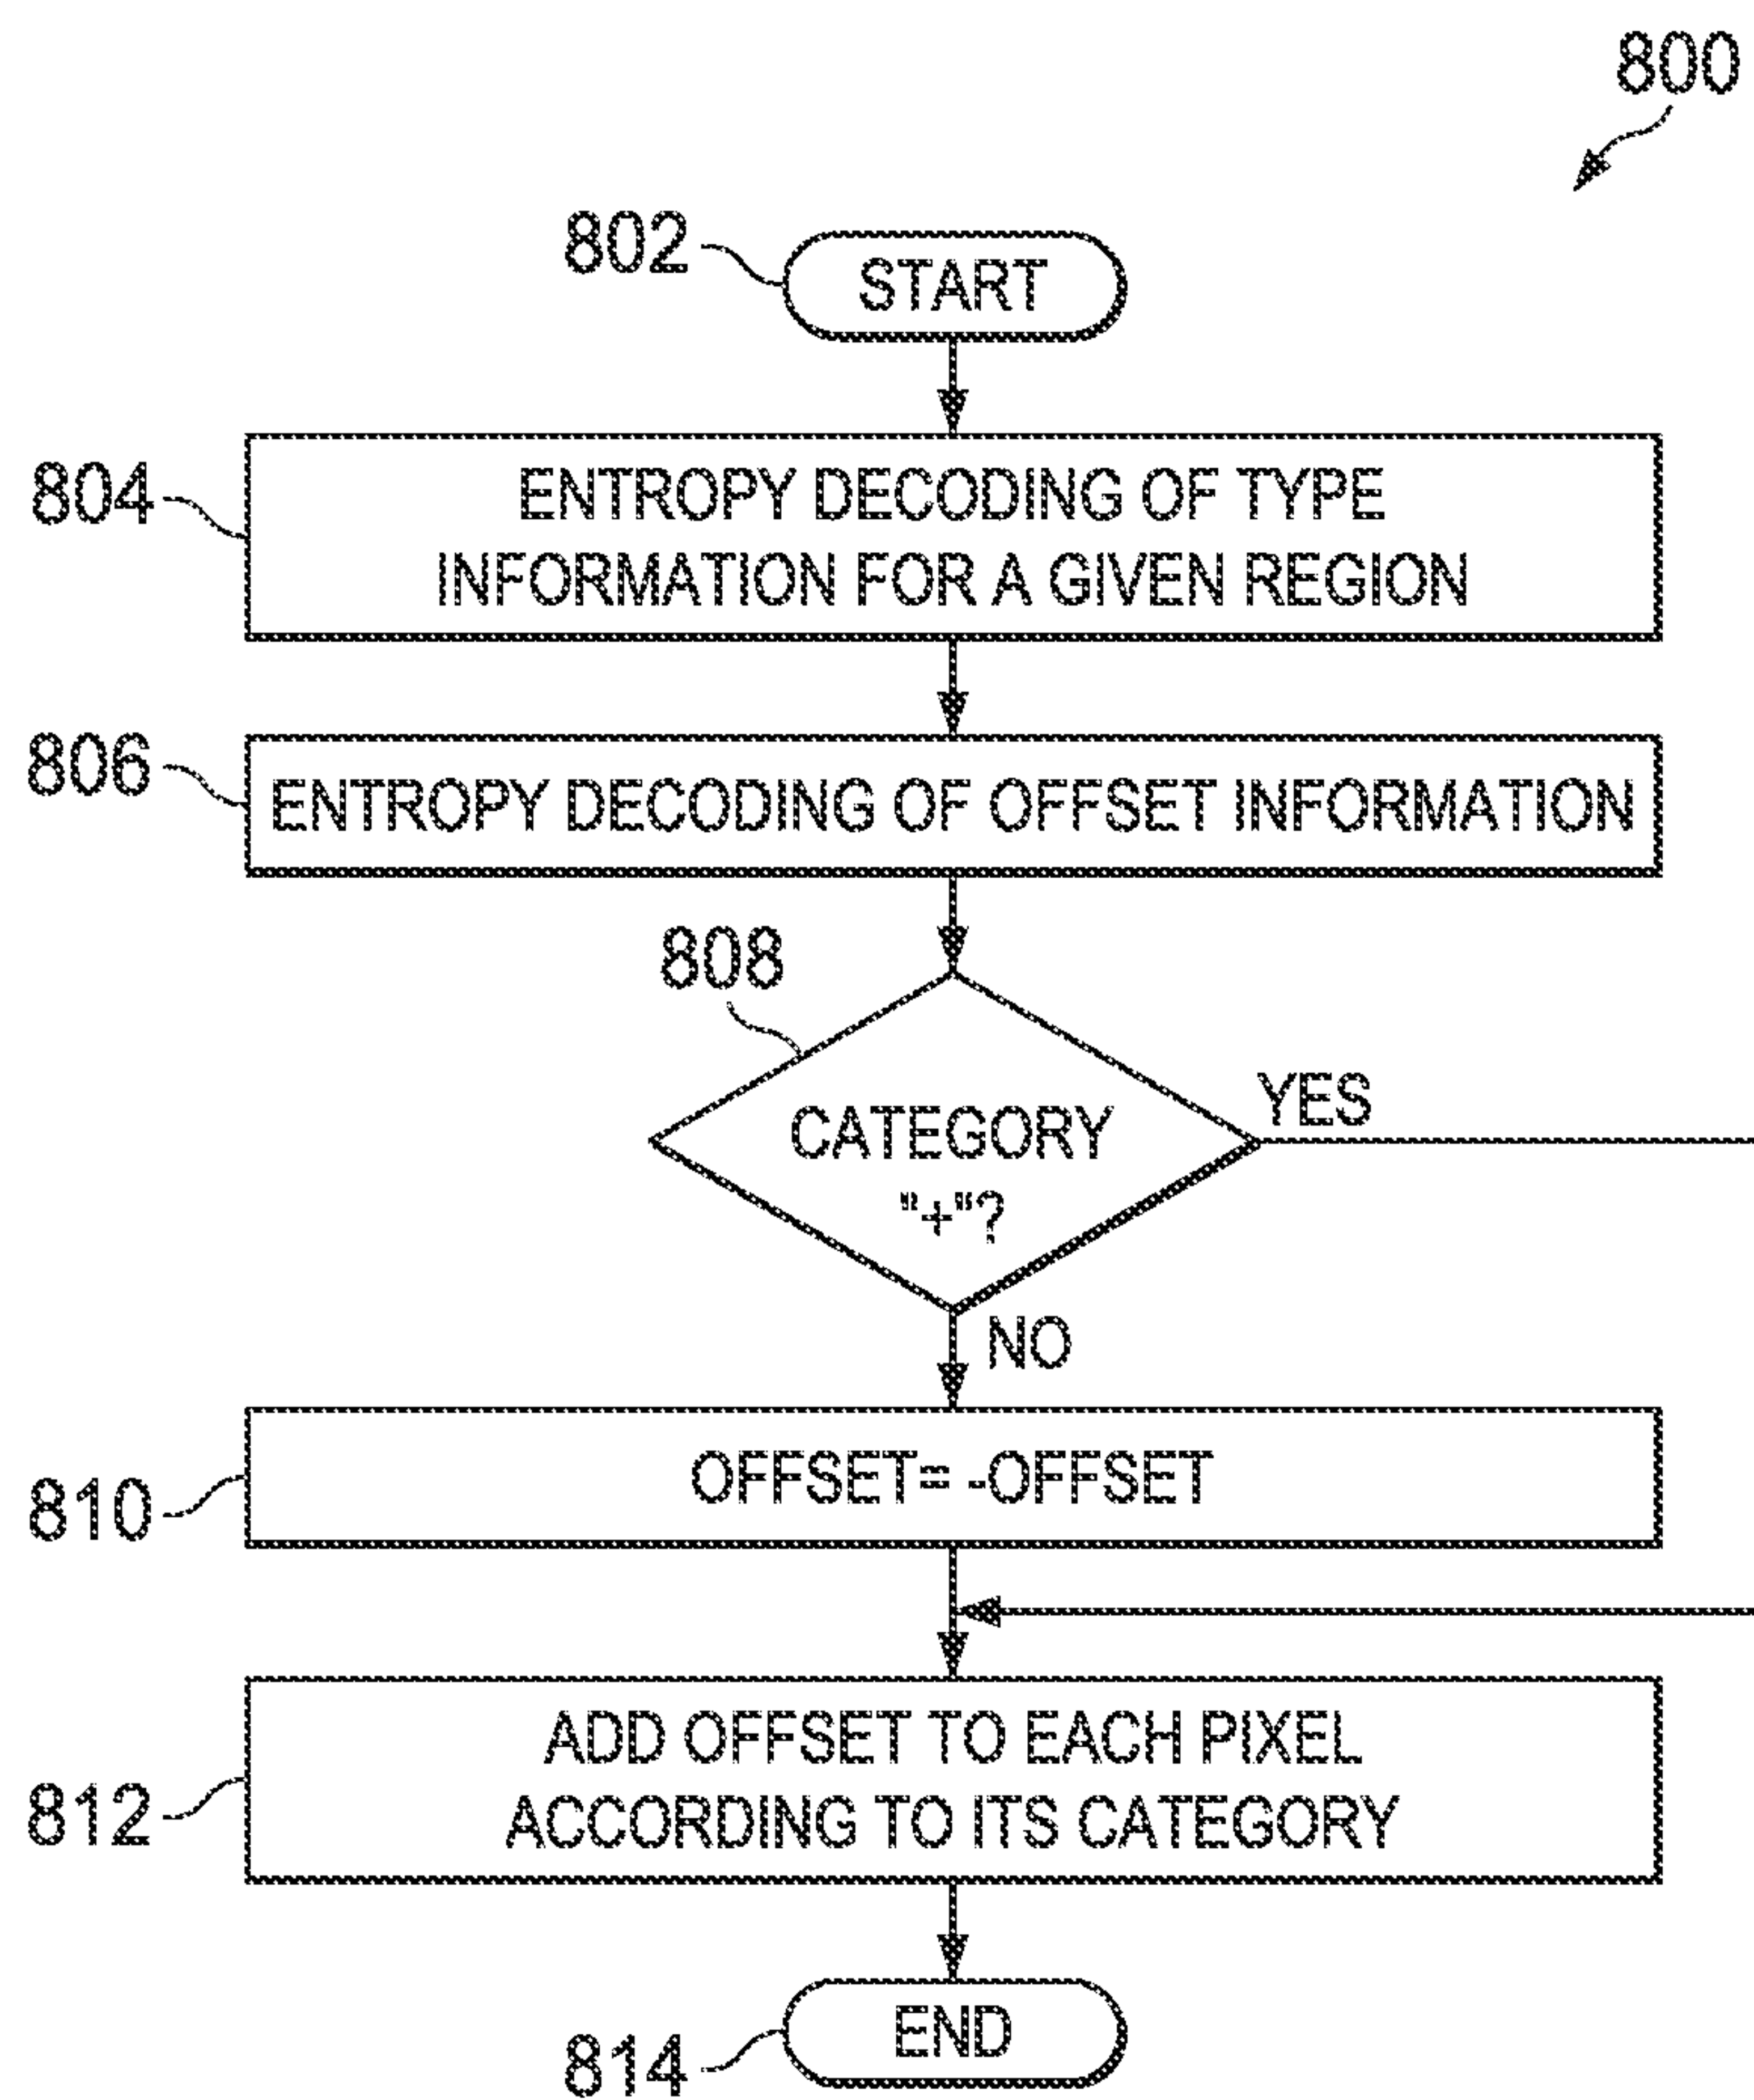 800
802
START
804
ENTROPY DECODING OF TYPE
INFORMATION FOR A GIVEN REGION
806
ENTROPY DECODING OF OFFSET INFORMATION
808
YES
CATEGORY
"+"?
NO
810
OFFSET= -OFFSET
812
ADD OFFSET TO EACH PIXEL
ACCORDING TO ITS CATEGORY
814
END